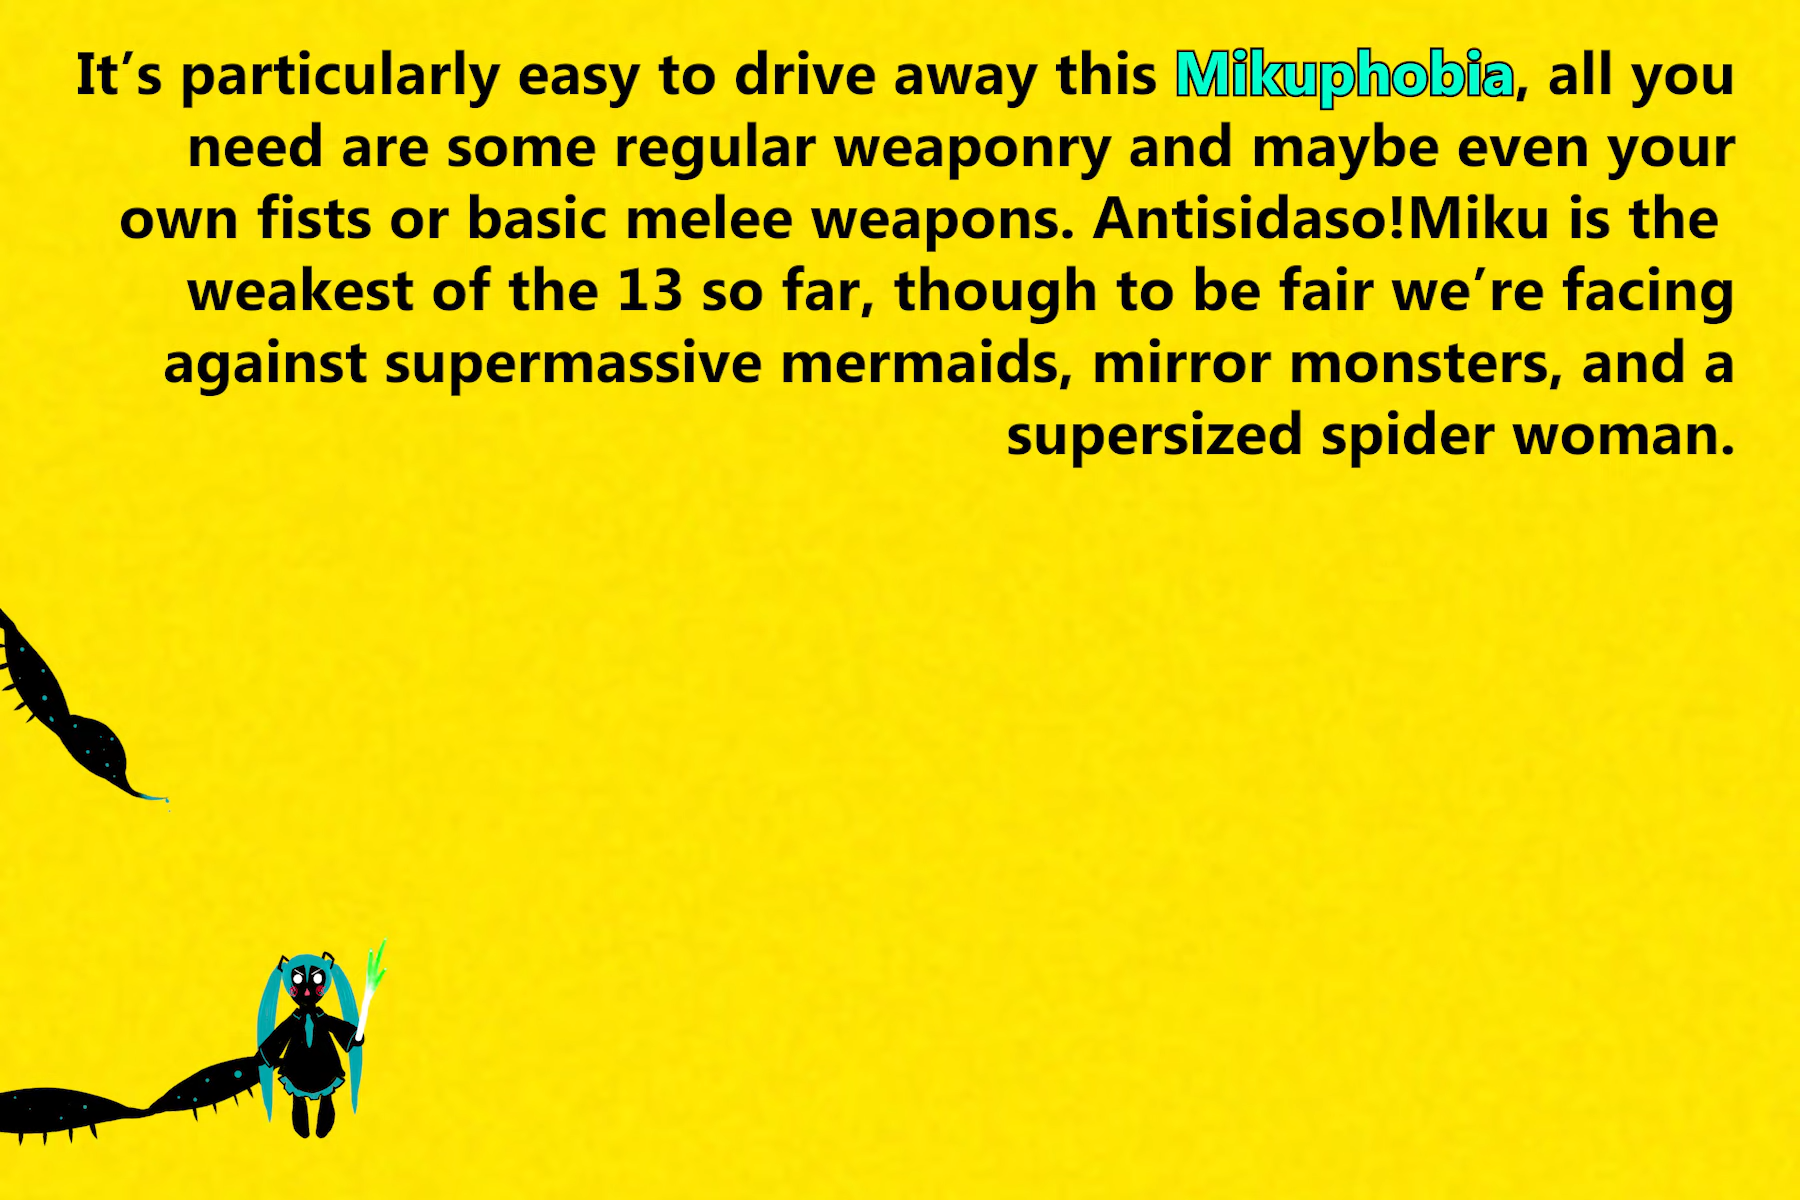 It’s particularly easy to drive away this Mikuphobia, all you
need are some regular weaponry and maybe even your
own fists or basic melee weapons. Antisidaso!Miku is the
weakest of the 13 so far, though to be fair we’re facing
against supermassive mermaids, mirror monsters, and a
supersized spider woman.